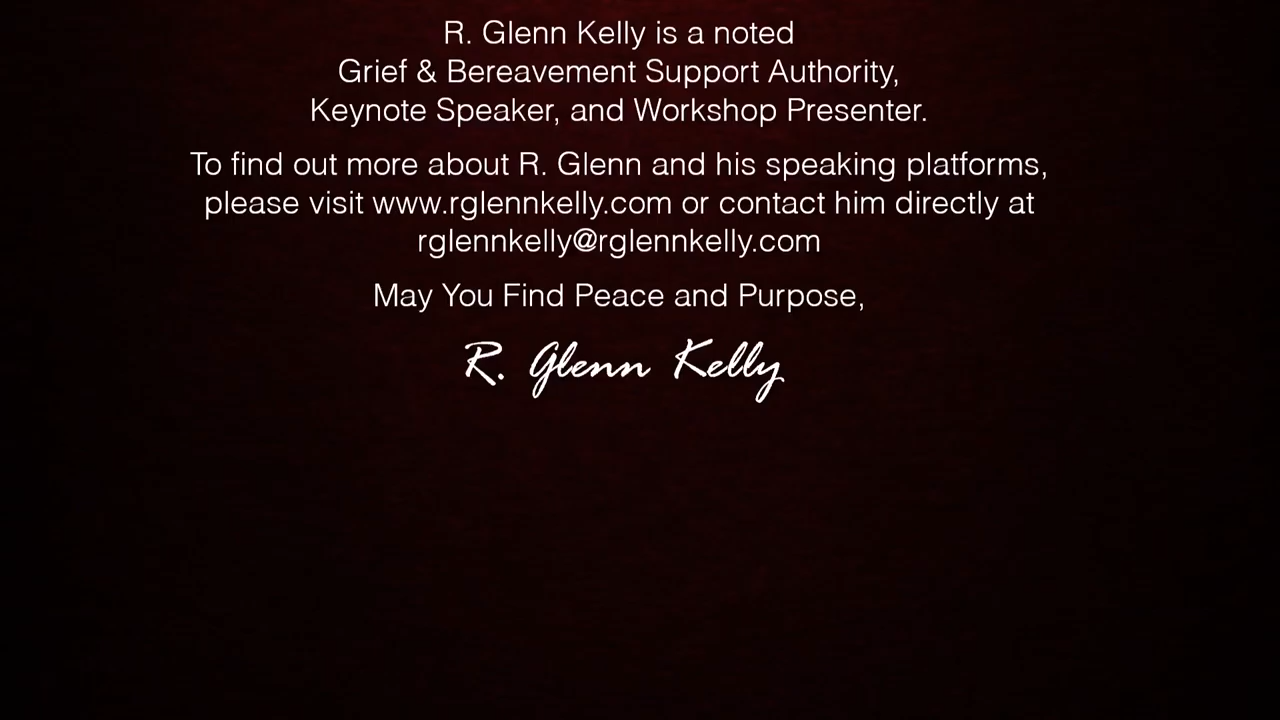 R. Glenn Kelly is a noted
Grief & Bereavement Support Authority,
Keynote Speaker, and Workshop Presenter.
To find out more about R. Glenn and his speaking platforms,
please visit www.rglennkelly.com or contact him directly at
rglennkelly@rglennkelly.com
May You Find Peace and Purpose,
R. Glenn Kelly